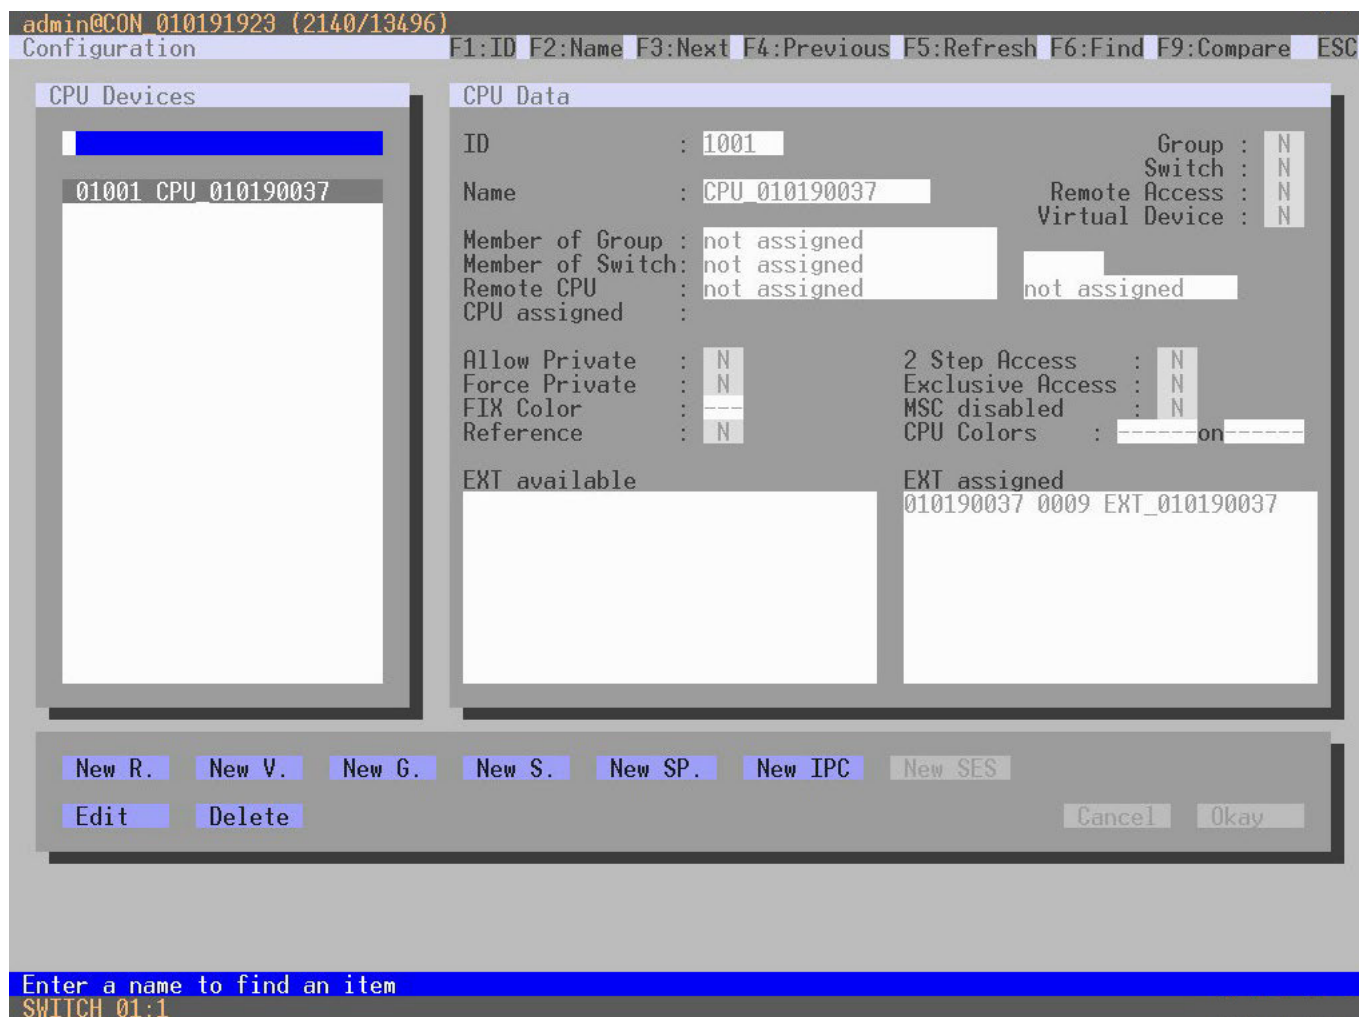 admin@CON_010191923 (2140/13496)
Configuration F1:ID F2:Name F3:Next F4:Previous F5:Refresh F6:Find F9:Compare ESC
CPU Devices
01001 CPU_010190037
CPU Data
ID : 1001 Group : N
Switch : N
Name : CPU_010190037 Remote Access : N
Virtual Device : N
Member of Group : not assigned
Member of Switch: not assigned
Remote CPU : not assigned not assigned
CPU assigned :
Allow Private : N 2 Step Access : N
Force Private : N Exclusive Access : N
FIX Color : --- MSC disabled : N
Reference : N CPU Colors : ------on------
EXT available EXT assigned
010190037 0009 EXT_010190037
New R. New V. New G. New S. New SP. New IPC New SES
Edit Delete Cancel Okay
Enter a name to find an item
SWITCH 01:1